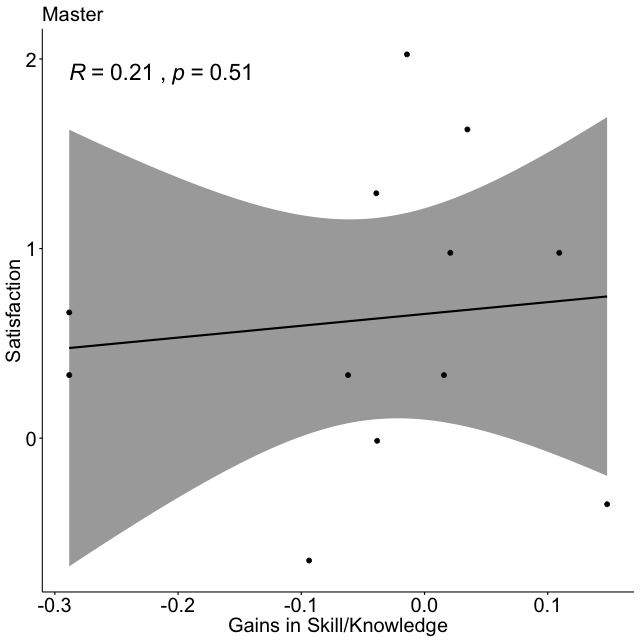 Master
R = 0.21 , p = 0.51
Satisfaction
2
1
0
-0.3 -0.2 -0.1 0.0 0.1
Gains in Skill/Knowledge